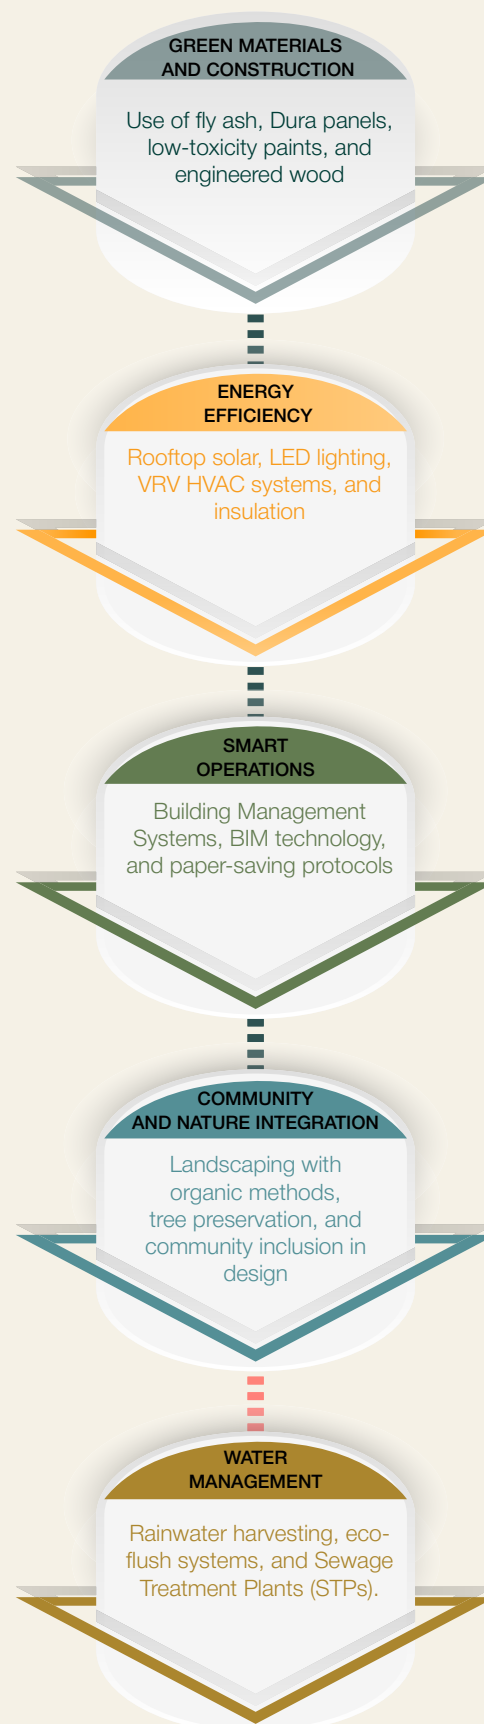 GREEN MATERIALS
AND CONSTRUCTION
Use of fly ash, Dura panels,
low-toxicity paints, and
engineered wood
ENERGY
EFFICIENCY
Rooftop solar, LED lighting,
VRV HVAC systems, and
insulation
SMART
OPERATIONS
Building Management
Systems, BIM technology,
and paper-saving protocols
COMMUNITY
AND NATURE INTEGRATION
Landscaping with
organic methods,
tree preservation, and
community inclusion in
design
WATER
MANAGEMENT
Rainwater harvesting, eco-
flush systems, and Sewage
Treatment Plants (STPs).